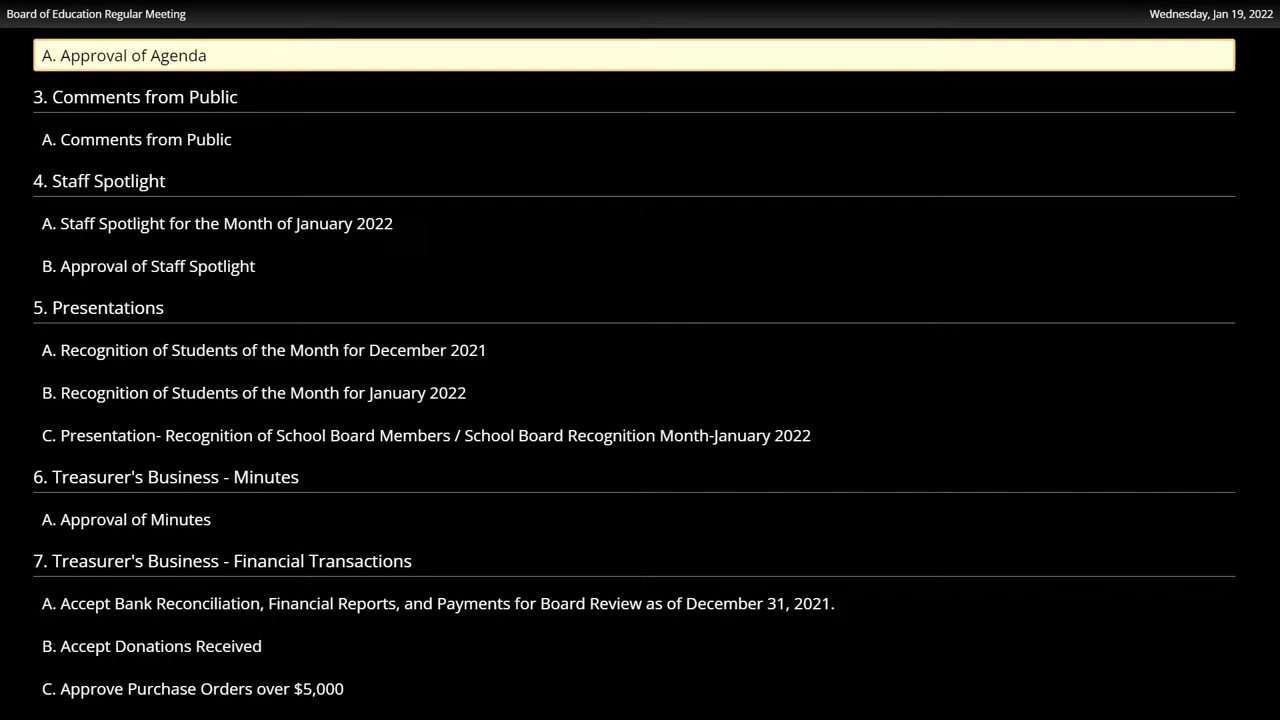 Board of Education Regular Meeting
Wednesday, Jan 19, 2022
A. Approval of Agenda
3. Comments from Public
A. Comments from Public
4. Staff Spotlight
A. Staff Spotlight for the Month of January 2022
B. Approval of Staff Spotlight
5. Presentations
A. Recognition of Students of the Month for December 2021
B. Recognition of Students of the Month for January 2022
C. Presentation- Recognition of School Board Members / School Board Recognition Month-January 2022
6. Treasurer's Business - Minutes
A. Approval of Minutes
7. Treasurer's Business - Financial Transactions
A. Accept Bank Reconciliation, Financial Reports, and Payments for Board Review as of December 31, 2021.
B. Accept Donations Received
C. Approve Purchase Orders over $5,000